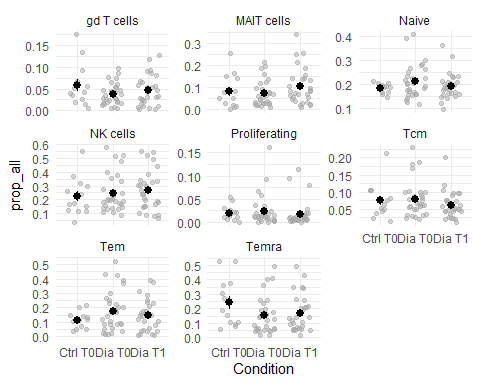 gd T cells MAIT cells Naive
0.15 0.10 0.05 0.00
0.3 0.2 0.1 0.0
0.4 0.3 0.2 0.1
NK cells Proliferating Tcm
0.6 0.5 0.4 0.3 0.2 0.1
0.15 0.10 0.05 0.00
0.20 0.15 0.10 0.05
prop_all
Ctrl T0Dia T0Dia T1
Tem Temra
0.5 0.4 0.3 0.2 0.1 0.0
0.5 0.4 0.3 0.2 0.1 0.0
Ctrl T0Dia T0Dia T1 Ctrl T0Dia T0Dia T1
Condition